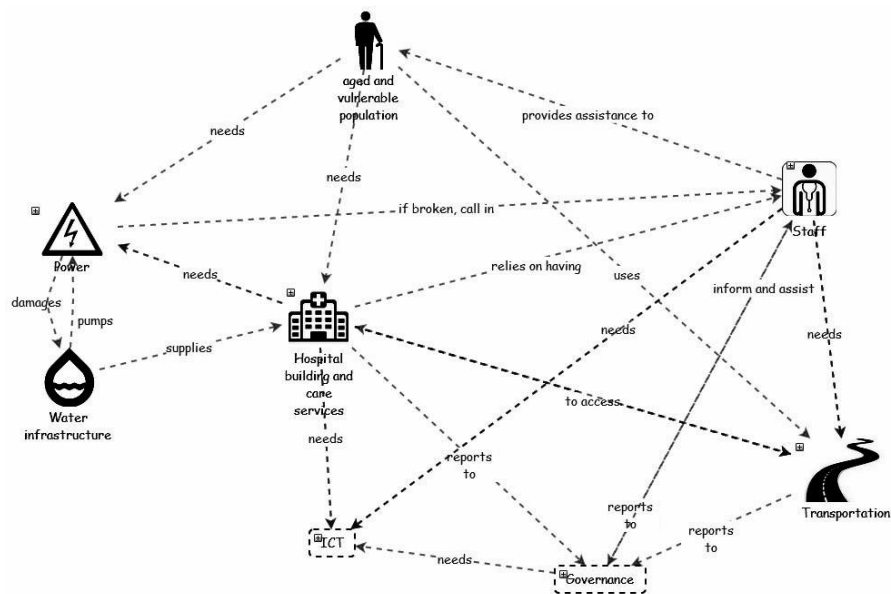 aged and
vulnerable
population
provides assistance to
needs
needs
if broken, call in
Staff
Power
needs
relies on having
uses
inform and assist
damages
pumps
needs
needs
supplies
Hospital
building and
care
services
to access
Water
infrastructure
needs
reports
to
reports
to
Transportation
reports
to
ICT
needs
Governance